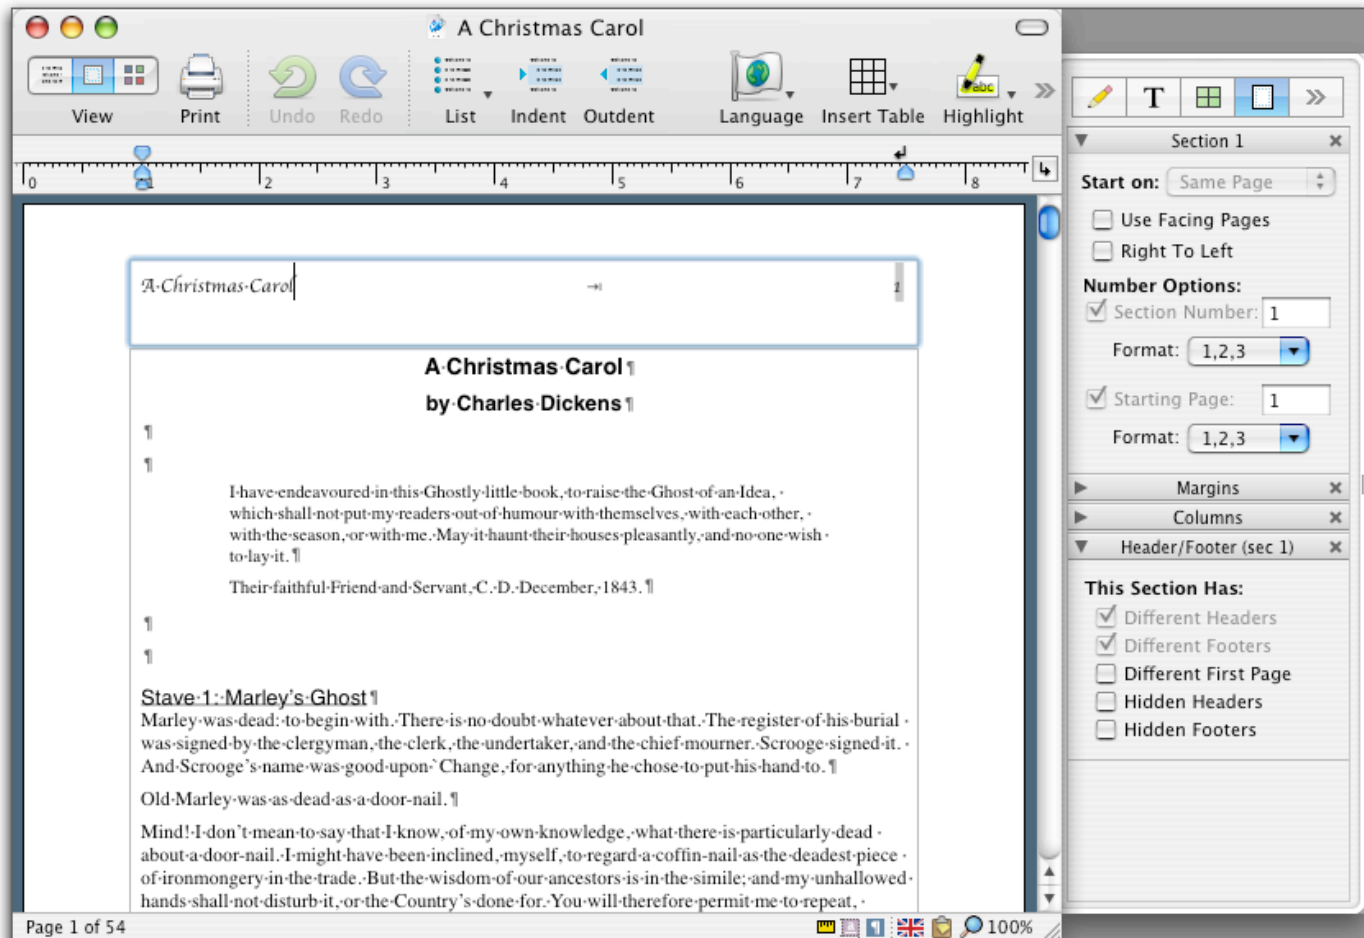 A Christmas Carol
View
Print
Undo
Redo
List
Indent
Outdent
Language
Insert Table
Highlight
abc
0 1 2 3 4 5 6 7 8
A Christmas Carol 1
A Christmas Carol ¶
by Charles Dickens ¶
¶
¶
I have endeavoured in this Ghostly little book, to raise the Ghost of an Idea,
which shall not put my readers out of humour with themselves, with each other,
with the season, or with me. May it haunt their houses pleasantly, and no one wish
to lay it. ¶
Their faithful Friend and Servant, C. D. December, 1843. ¶
¶
¶
Stave 1: Marley's Ghost ¶
Marley was dead: to begin with. There is no doubt whatever about that. The register of his burial
was signed by the clergyman, the clerk, the undertaker, and the chief mourner. Scrooge signed it.
And Scrooge's name was good upon `Change, for anything he chose to put his hand to. ¶
Old Marley was as dead as a door-nail. ¶
Mind! I don't mean to say that I know, of my own knowledge, what there is particularly dead
about a door-nail. I might have been inclined, myself, to regard a coffin-nail as the deadest piece
of ironmongery in the trade. But the wisdom of our ancestors is in the simile; and my unhallowed
hands shall not disturb it, or the Country's done for. You will therefore permit me to repeat,
Page 1 of 54
¶
100%
T
Section 1
Start on: Same Page
Use Facing Pages
Right To Left
Number Options:
Section Number: 1
Format: 1,2,3
Starting Page: 1
Format: 1,2,3
Margins
Columns
Header/Footer (sec 1)
This Section Has:
Different Headers
Different Footers
Different First Page
Hidden Headers
Hidden Footers